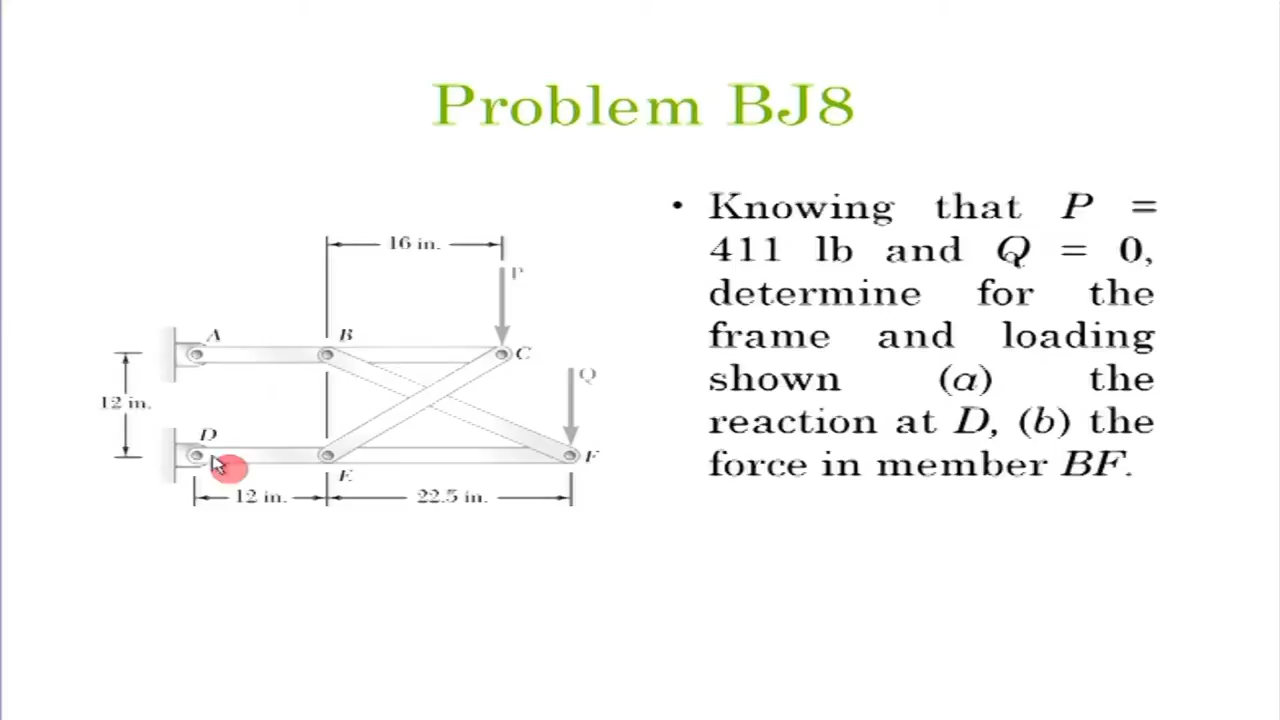 Problem BJ8
• Knowing that P =
411 lb and Q = 0,
determine for the
frame and loading
shown (a) the
reaction at D, (b) the
force in member BF.
16 in.
P
A
B
C
Q
12 in.
D
E
F
12 in.
22.5 in.